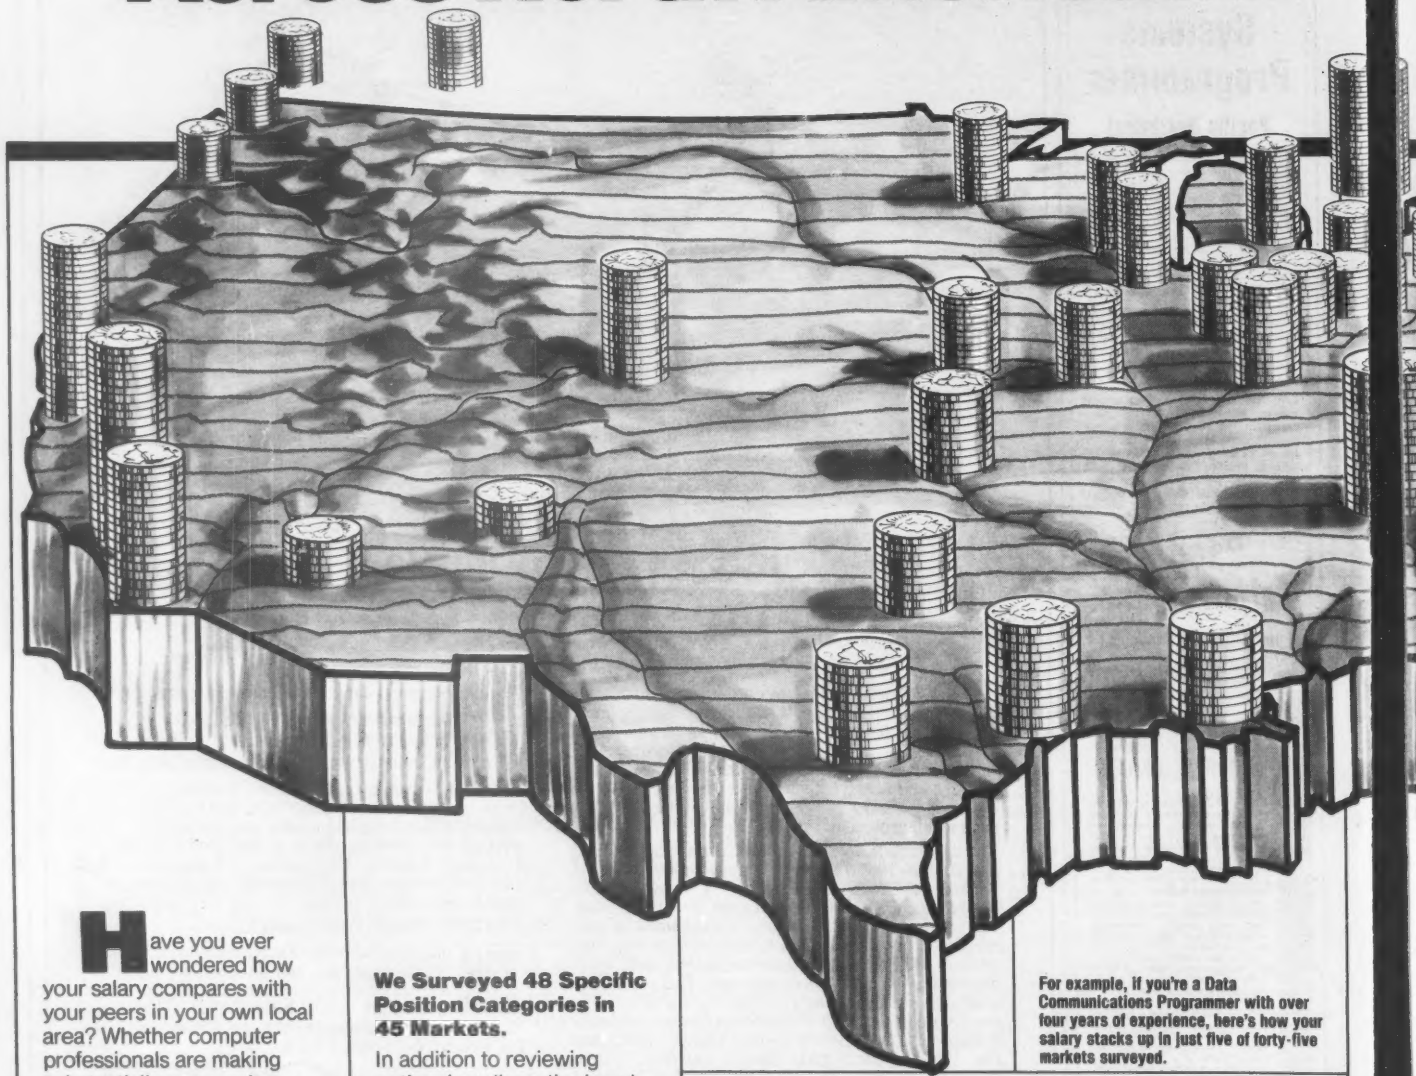 Have you ever
wondered how
your salary compares with
your peers in your own local
area? Whether computer
professionals are making
We Surveyed 48 Specific
Position Categories in
45 Markets.
In addition to reviewing
For example, if you're a Data
Communications Programmer with over
four years of experience, here's how your
salary stacks up in just five of forty-five
markets surveyed.